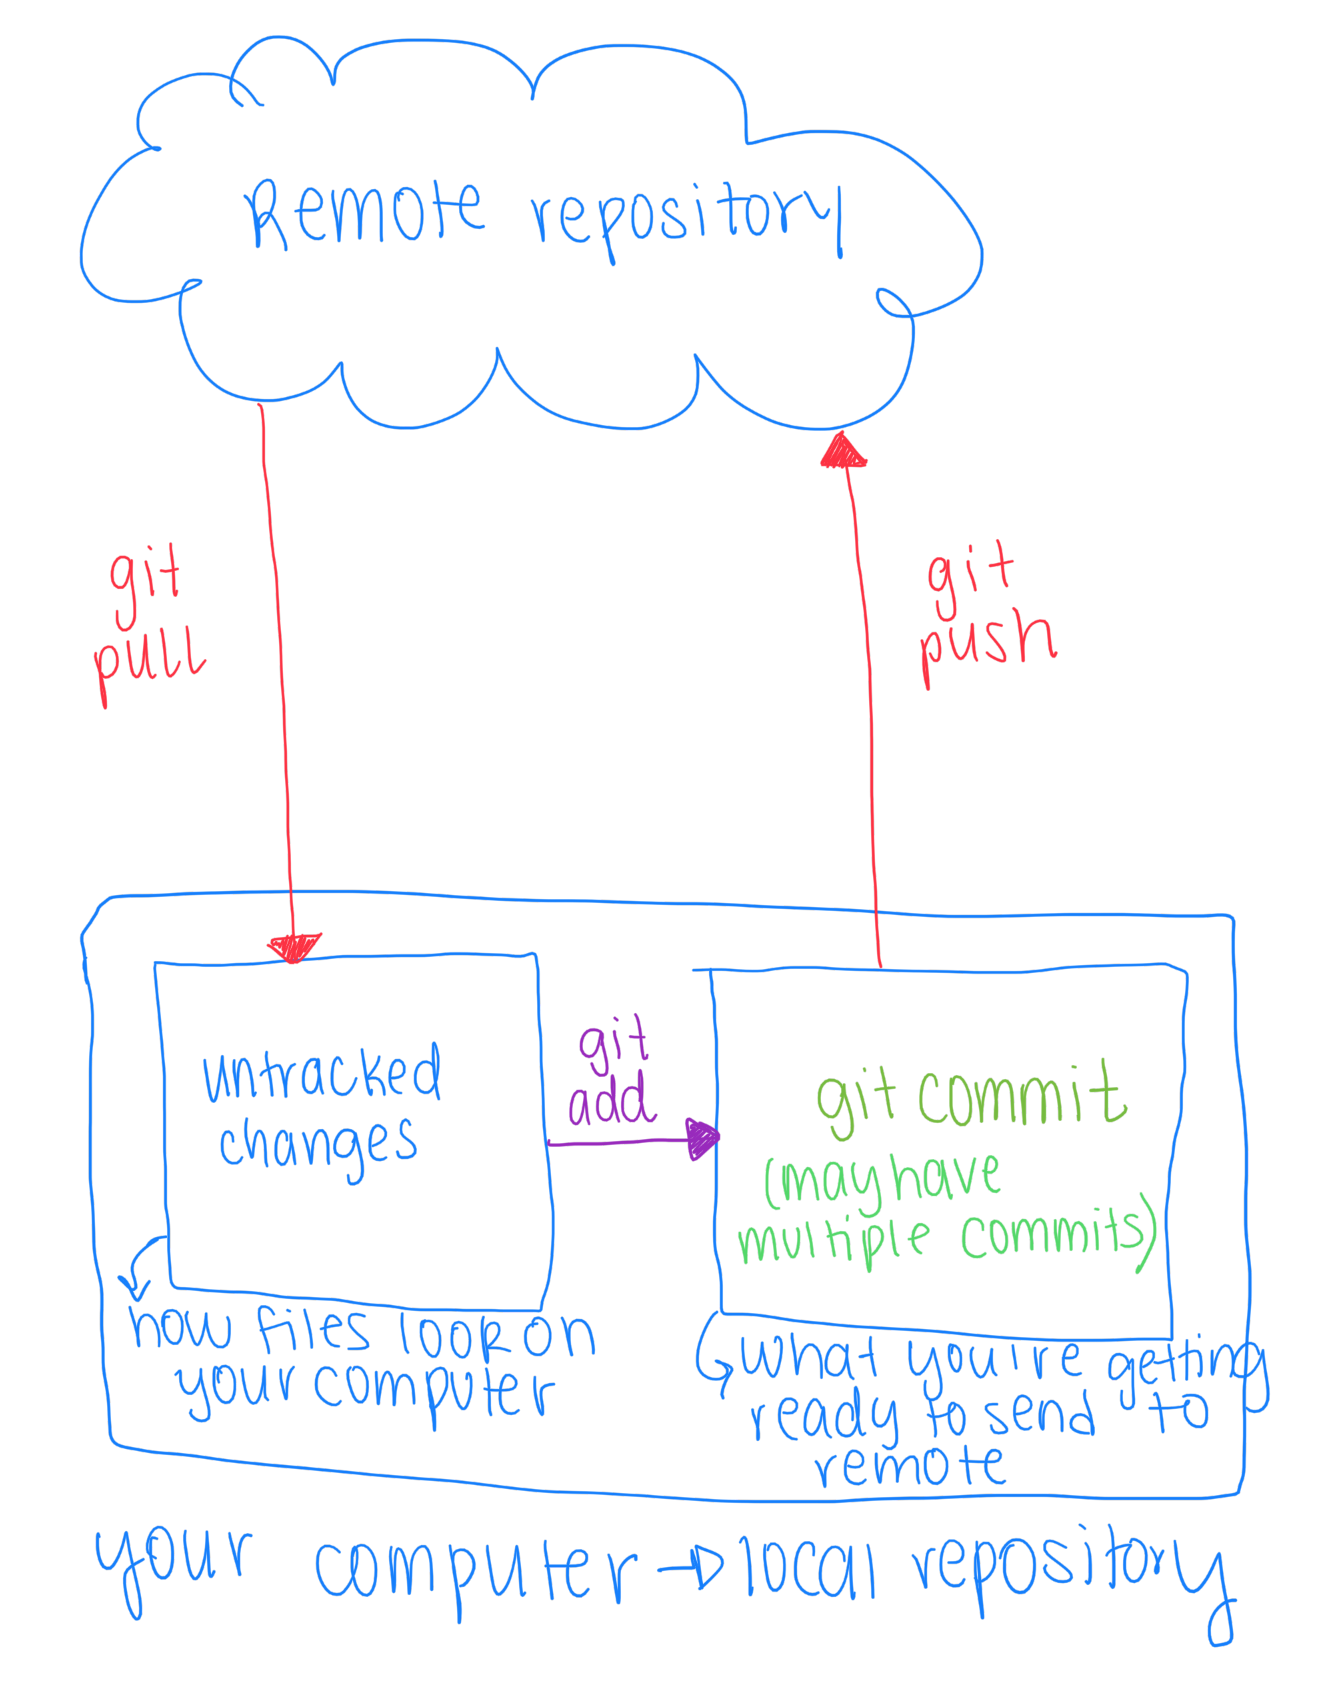 Remote repository
git
pull
git
push
untracked
changes
git
add
git commit
(may have
multiple commits)
how files look on
your computer
what you're getting
ready to send to
remote
your computer → local repository